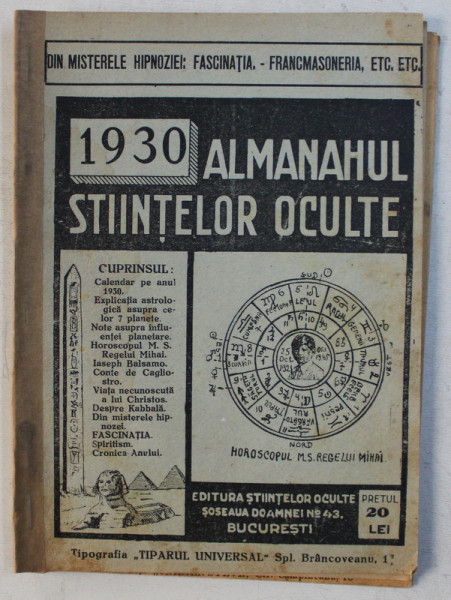 DIN MISTERELE HIPNOZIEI: FASCINAȚIA. - FRANCMASONERIA, ETC. ETC.
1930 ALMANAHUL
STIINȚELOR OCULTE
CUPRINSUL:
Calendar pe anul
1930.
Explicația astrolo-
gică asupra ce-
lor 7 planete.
Note asupra influ-
enței planetare.
Horoscopul M. S.
Regelui Mihai.
Iaseph Balsamo.
Conte de Caglio-
stro.
Viața necunoscută
a lui Christos.
Despre Kabbală.
Din misterele hip-
nozei.
FASCINAȚIA.
Spiritism.
Cronica Anului.
SUD
LEUL
NORD
HOROSCOPUL M.S. REGELUI MIHAI
EDITURA ȘTIINȚELOR OCULTE
ȘOSEAUA DOAMNEI Nº 43.
BUCUREȘTI
PREȚUL
20
LEI
Tipografia „TIPARUL UNIVERSAL" Spl. Brâncoveanu,